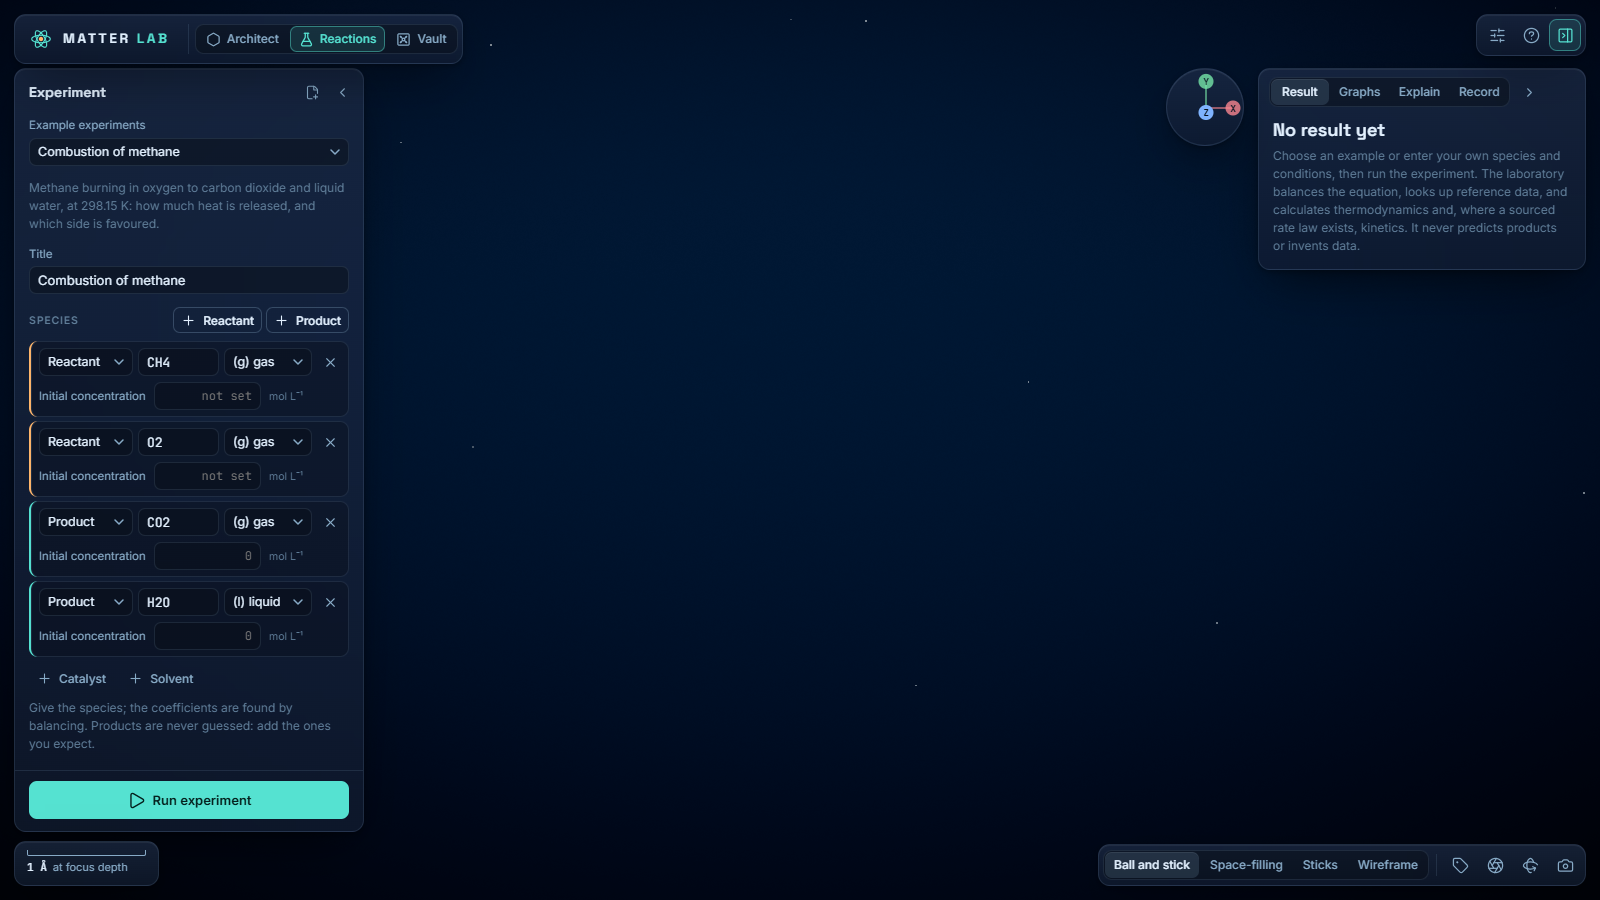 MATTER LAB
Architect
Reactions
Vault
Experiment
Example experiments
Combustion of methane
Methane burning in oxygen to carbon dioxide and liquid
water, at 298.15 K: how much heat is released, and
which side is favoured.
Title
Combustion of methane
SPECIES
Reactant
Product
Reactant CH4 (g) gas
Initial concentration not set mol L⁻¹
Reactant O2 (g) gas
Initial concentration not set mol L⁻¹
Product CO2 (g) gas
Initial concentration 0 mol L⁻¹
Product H2O (l) liquid
Initial concentration 0 mol L⁻¹
Catalyst
Solvent
Give the species; the coefficients are found by
balancing. Products are never guessed: add the ones
you expect.
Run experiment
1 Å at focus depth
Y
X
Z
Result Graphs Explain Record
No result yet
Choose an example or enter your own species and
conditions, then run the experiment. The laboratory
balances the equation, looks up reference data, and
calculates thermodynamics and, where a sourced
rate law exists, kinetics. It never predicts products
or invents data.
Ball and stick Space-filling Sticks Wireframe